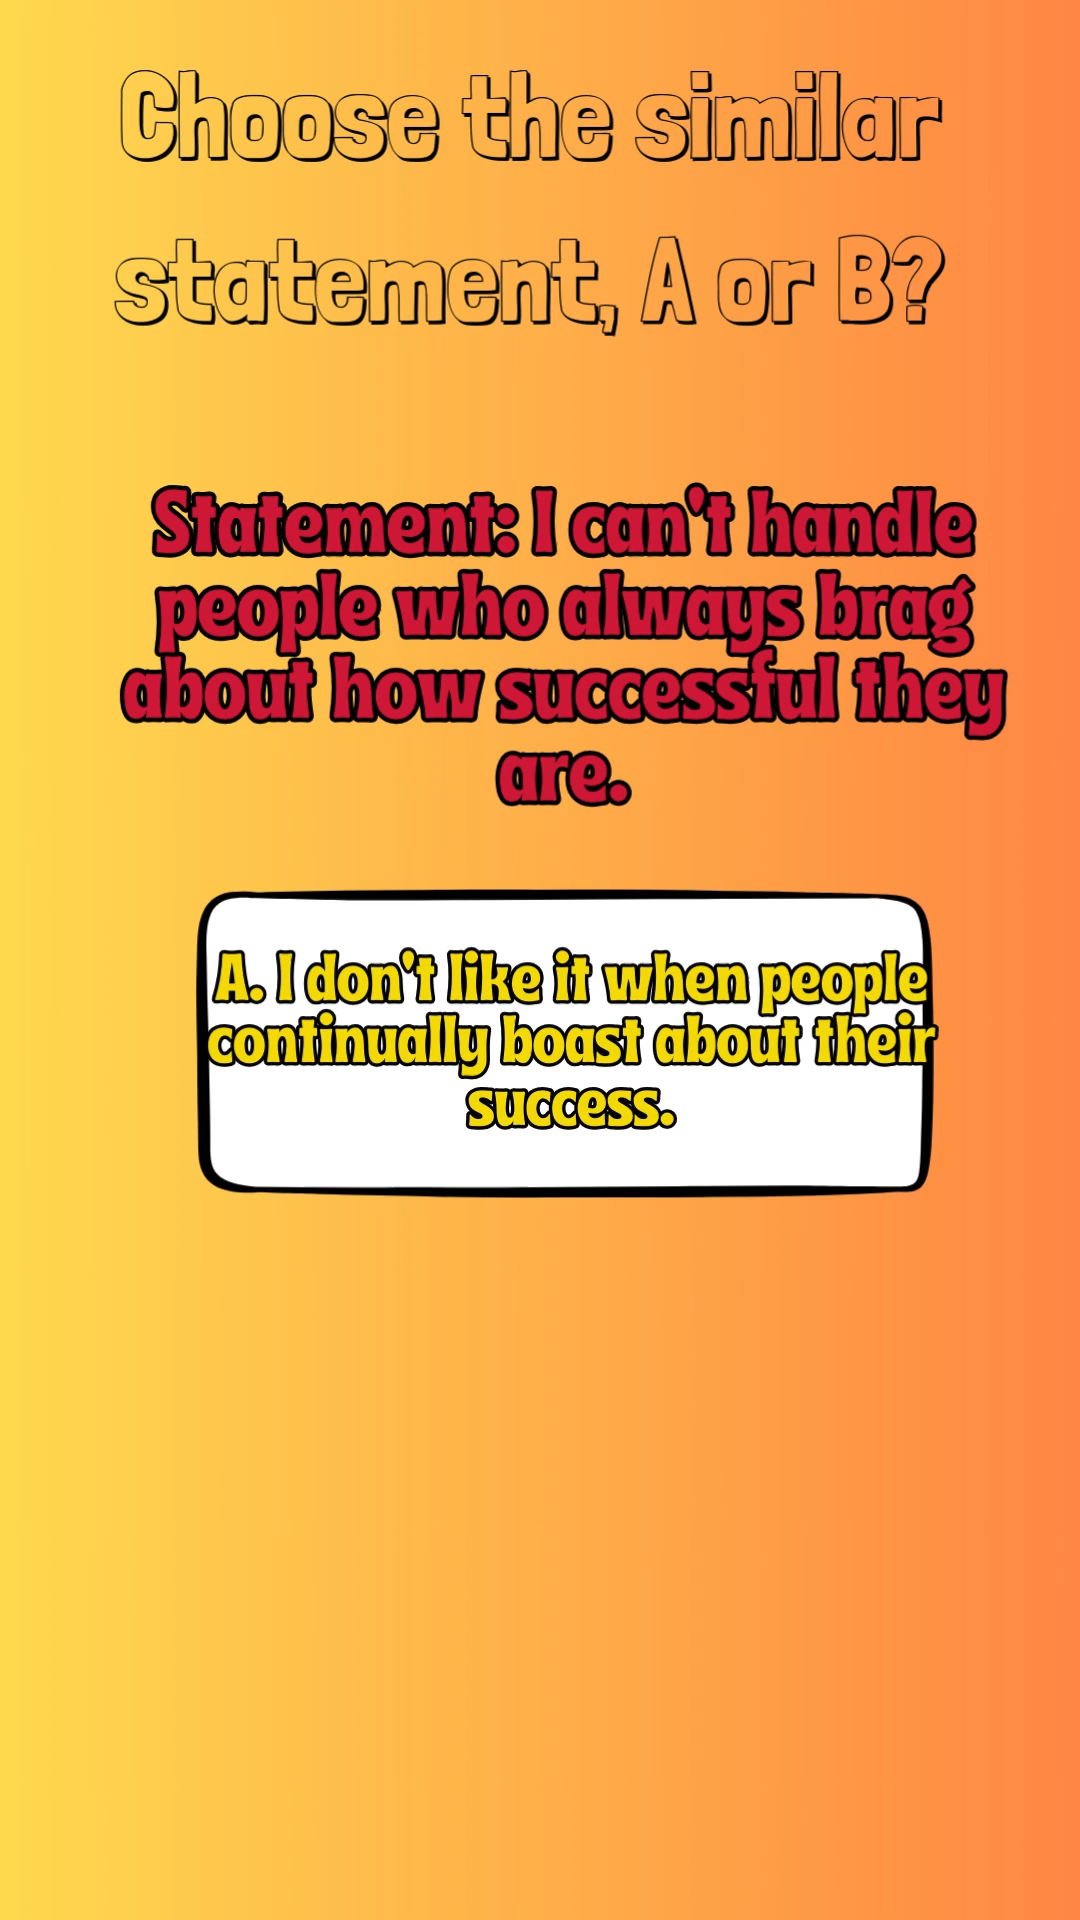 Choose the similar
statement, A or B?
Statement: I can't handle
people who always brag
about how successful they
are.
A. I don't like it when people
continually boast about their
success.